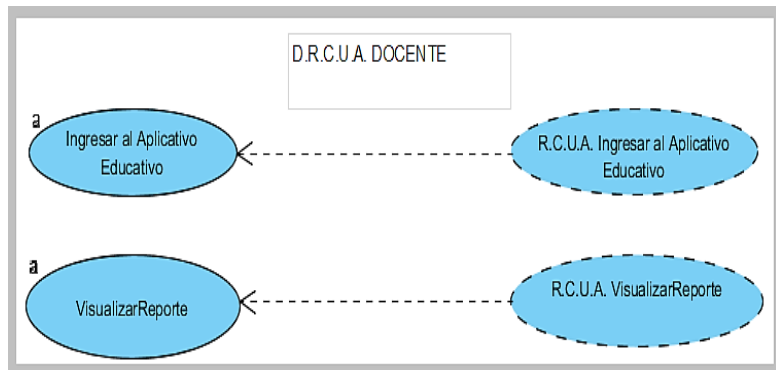 D.R.C.U.A. DOCENTE
a
Ingresar al Aplicativo
Educativo
R.C.U.A. Ingresar al Aplicativo
Educativo
a
VisualizarReporte
R.C.U.A. VisualizarReporte